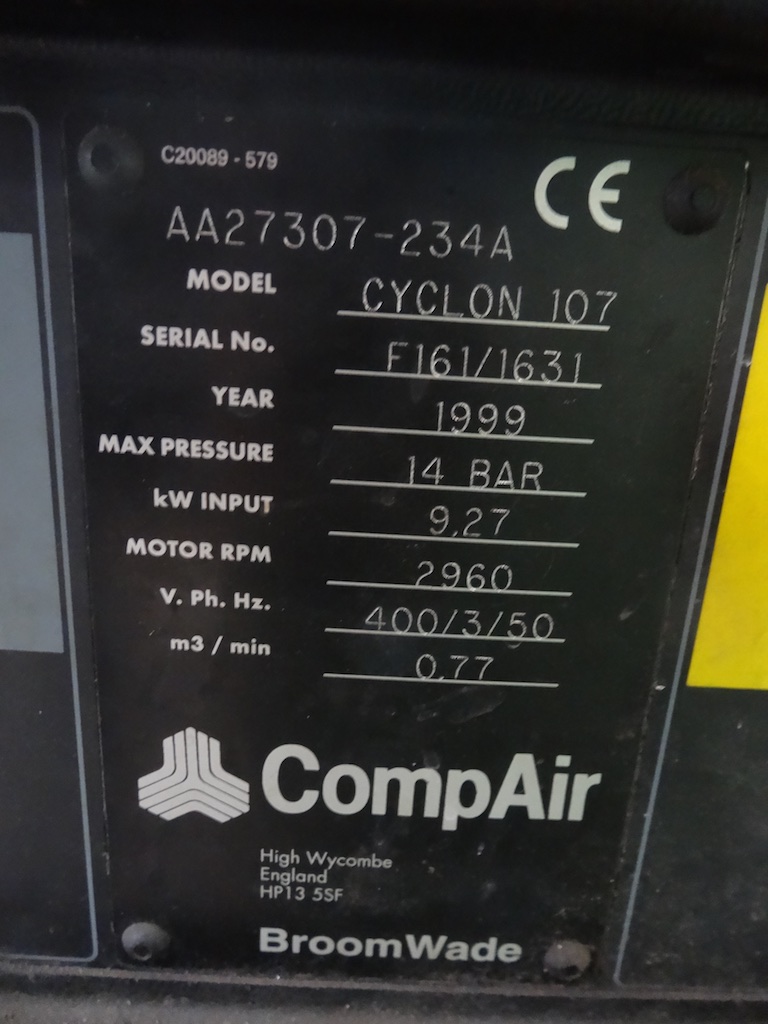 C20089 - 579
CE
AA27307-234A
MODEL CYCLON 107
SERIAL No. F161/1631
YEAR 1999
MAX PRESSURE 14 BAR
kW INPUT 9.27
MOTOR RPM 2960
V. Ph. Hz. 400/3/50
m3 / min 0.77
CompAir
High Wycombe
England
HP13 5SF
BroomWade